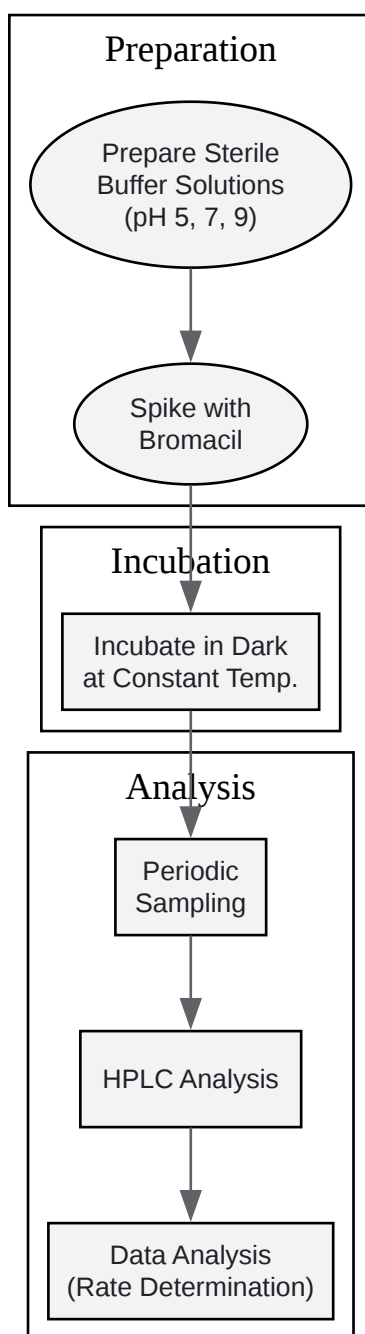 Preparation
Prepare Sterile
Buffer Solutions
(pH 5, 7, 9)
Spike with
Bromacil
Incubation
Incubate in Dark
at Constant Temp.
Analysis
Periodic
Sampling
HPLC Analysis
Data Analysis
(Rate Determination)